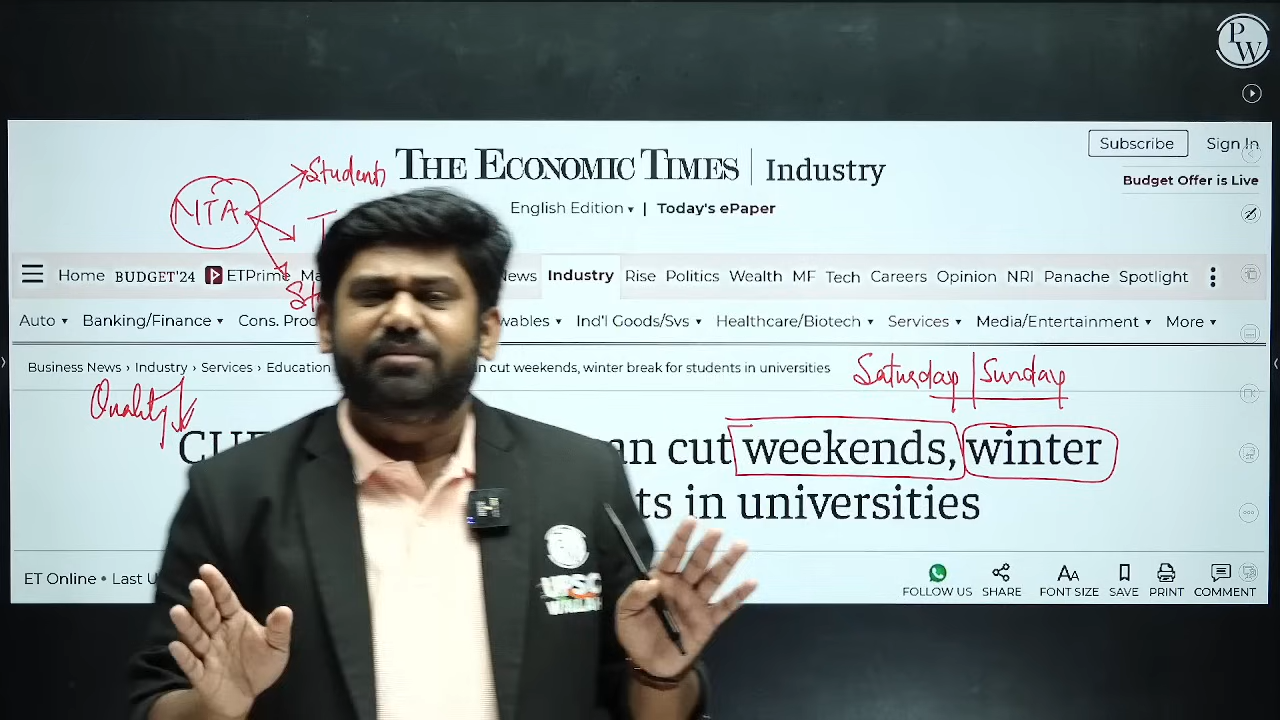 PW
THE ECONOMIC TIMES | Industry
Subscribe Sign In
Budget Offer is Live
English Edition | Today's ePaper
Students
NTA
Home BUDGET'24 ETPrime News Industry Rise Politics Wealth MF Tech Careers Opinion NRI Panache Spotlight
Auto Banking/Finance Cons. Ind'l Goods/Svs Healthcare/Biotech Services Media/Entertainment More
Business News › Industry › Services › Education cut weekends, winter break for students in universities
Saturday | Sunday
Quality
cut weekends, winter
in universities
ET Online • Last
FOLLOW US SHARE FONT SIZE SAVE PRINT COMMENT
UPSC
WALLAH